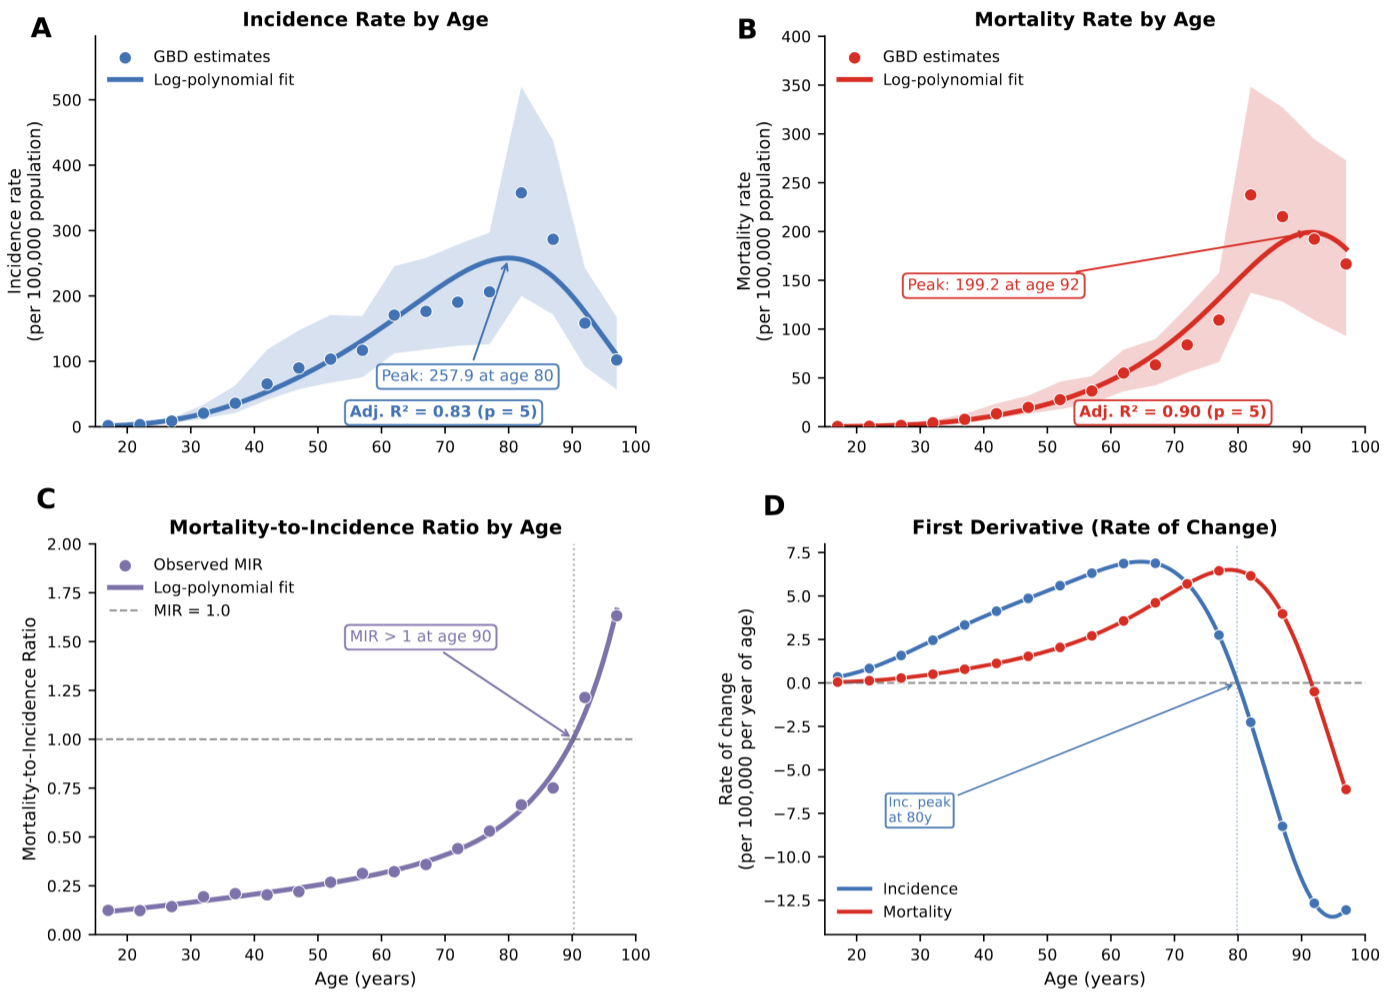 A
Incidence Rate by Age
GBD estimates
Log-polynomial fit
Incidence rate
(per 100,000 population)
500
400
300
200
100
0
Peak: 257.9 at age 80
Adj. R² = 0.83 (p = 5)
20 30 40 50 60 70 80 90 100
B
Mortality Rate by Age
GBD estimates
Log-polynomial fit
Mortality rate
(per 100,000 population)
400
350
300
250
200
150
100
50
0
Peak: 199.2 at age 92
Adj. R² = 0.90 (p = 5)
20 30 40 50 60 70 80 90 100
C
Mortality-to-Incidence Ratio by Age
Observed MIR
Log-polynomial fit
MIR = 1.0
Mortality-to-Incidence Ratio
2.00
1.75
1.50
1.25
1.00
0.75
0.50
0.25
0.00
MIR > 1 at age 90
20 30 40 50 60 70 80 90 100
Age (years)
D
First Derivative (Rate of Change)
Rate of change
(per 100,000 per year of age)
7.5
5.0
2.5
0.0
−2.5
−5.0
−7.5
−10.0
−12.5
Inc. peak
at 80y
Incidence
Mortality
20 30 40 50 60 70 80 90 100
Age (years)